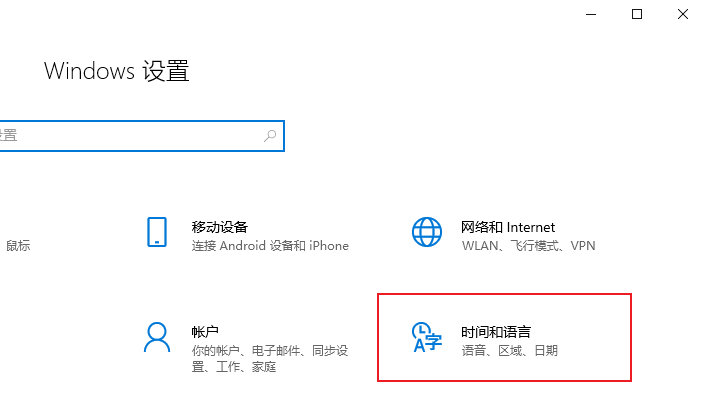 Windows 设置
设置
移动设备
网络和 Internet
鼠标
连接 Android 设备和 iPhone
WLAN、飞行模式、VPN
帐户
时间和语言
你的帐户、电子邮件、同步设
置、工作、家庭
语音、区域、日期